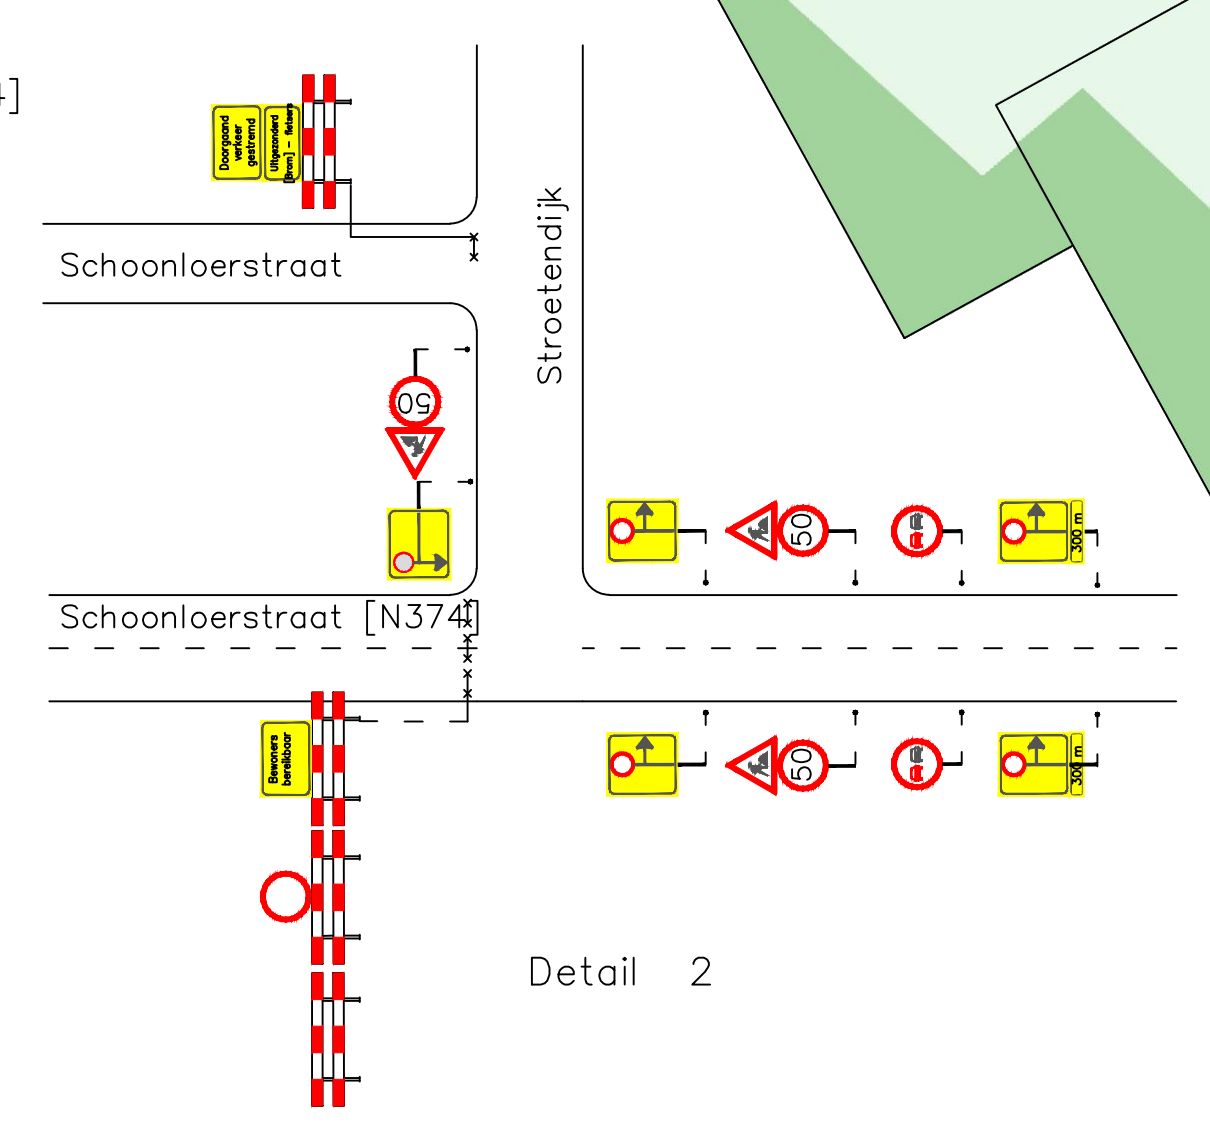 4]
Doorgaand
verkeer
gestremd
Uitgezonderd
[Brom] - fietsers
Schoonloerstraat
Stroetendijk
50
50
300 m
Schoonloerstraat [N374]
Bewoners
bereikbaar
50
300 m
Detail 2